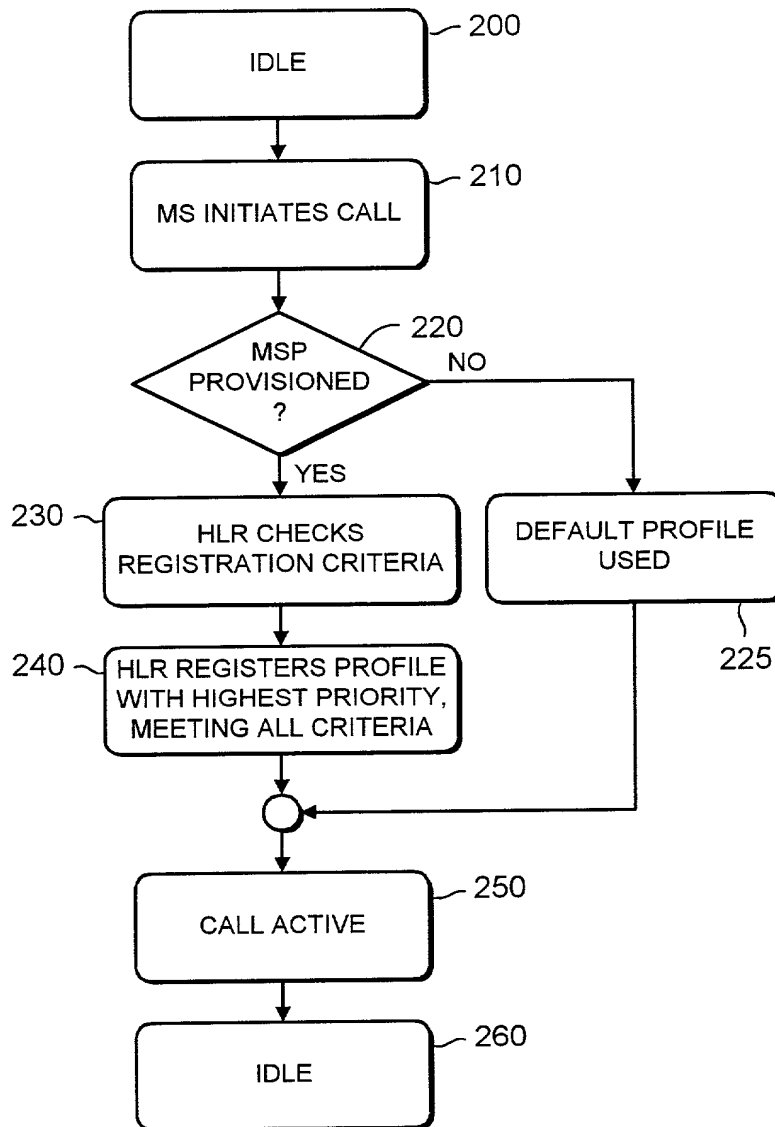 IDLE
200
MS INITIATES CALL
210
MSP
PROVISIONED
?
220
NO
YES
230
HLR CHECKS
REGISTRATION CRITERIA
DEFAULT PROFILE
USED
225
240
HLR REGISTERS PROFILE
WITH HIGHEST PRIORITY,
MEETING ALL CRITERIA
CALL ACTIVE
250
IDLE
260